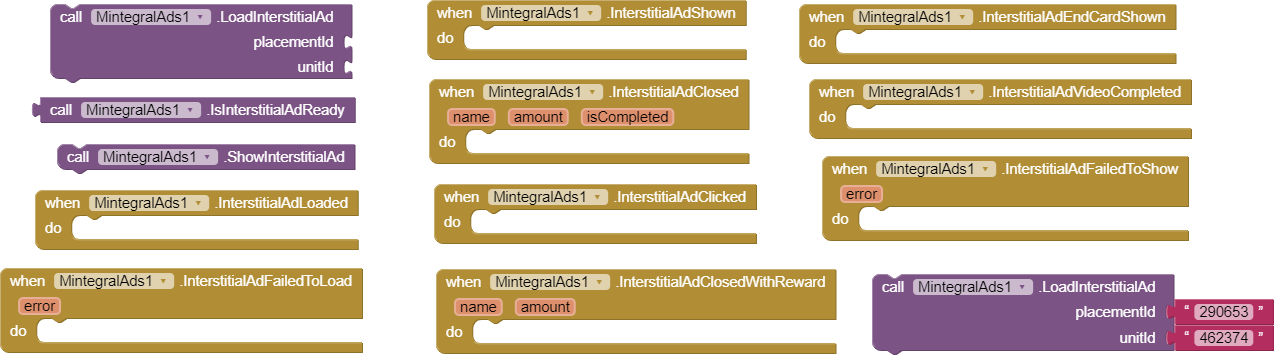 call MintegralAds1 .LoadInterstitialAd
placementId
unitId
call MintegralAds1 .IsInterstitialAdReady
call MintegralAds1 .ShowInterstitialAd
when MintegralAds1 .InterstitialAdLoaded
do
when MintegralAds1 .InterstitialAdFailedToLoad
error
do
when MintegralAds1 .InterstitialAdShown
do
when MintegralAds1 .InterstitialAdClosed
name amount isCompleted
do
when MintegralAds1 .InterstitialAdClicked
do
when MintegralAds1 .InterstitialAdClosedWithReward
name amount
do
when MintegralAds1 .InterstitialAdEndCardShown
do
when MintegralAds1 .InterstitialAdVideoCompleted
do
when MintegralAds1 .InterstitialAdFailedToShow
error
do
call MintegralAds1 .LoadInterstitialAd
placementId “ 290653 ”
unitId “ 462374 ”